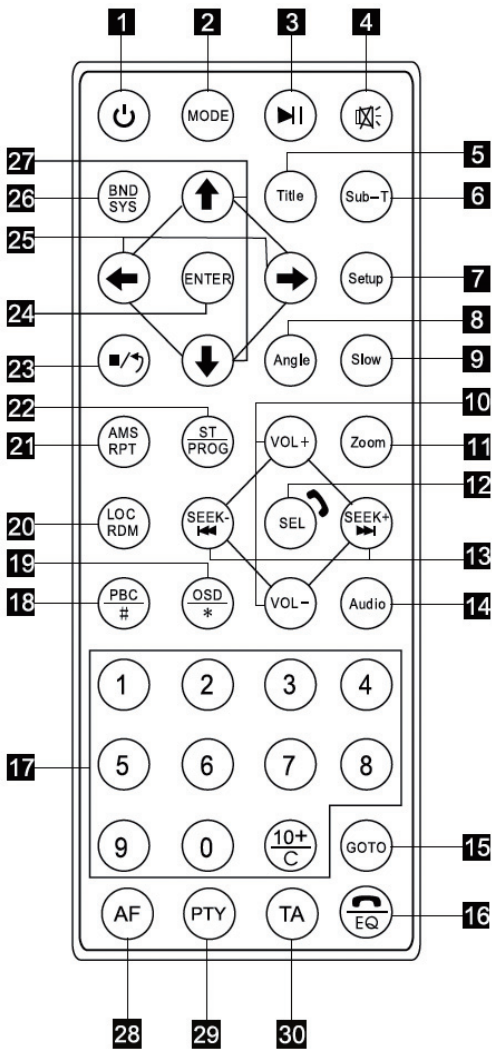 1 2 3 4
MODE
27 5
26 BND
SYS Title Sub-T 6
25
ENTER Setup 7
24 8
23 Angle Slow 9
22 10
21 AMS
RPT ST
PROG VOL+ Zoom 11
12
20 LOC
RDM SEEK- SEL SEEK+
13
19
18 PBC
# OSD
* VOL- Audio 14
1 2 3 4
17 5 6 7 8
9 0 10+
C GOTO 15
AF PTY TA EQ 16
28 29 30